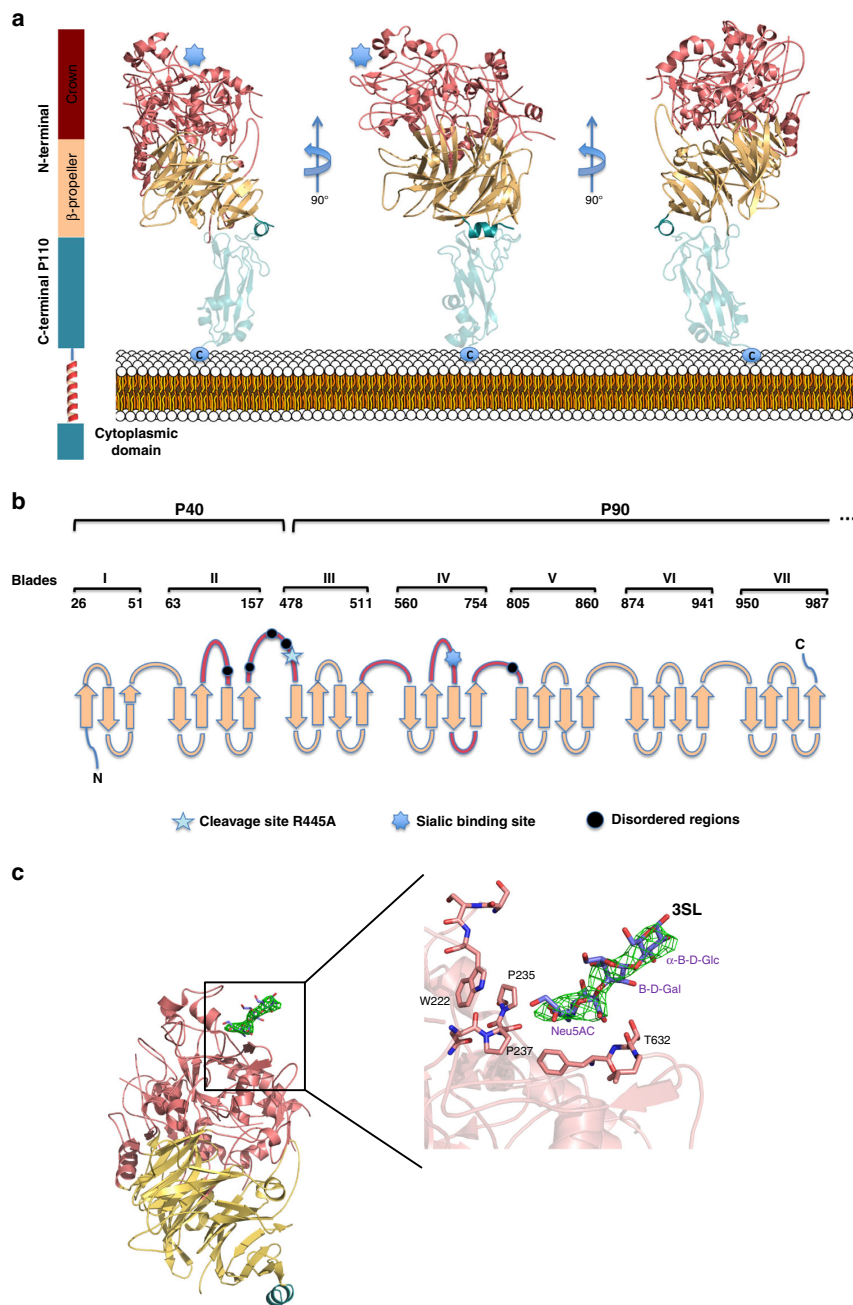 a
Crown
N-terminal
β-propeller
C-terminal P110
90°
90°
C
C
C
Cytoplasmic
domain
b
P40
P90
...
Blades
I
II
III
IV
V
VI
VII
26
51
63
157
478
511
560
754
805
860
874
941
950
987
C
N
Cleavage site R445A
Sialic binding site
Disordered regions
c
3SL
α-B-D-Glc
P235
B-D-Gal
W222
Neu5AC
T632
P237